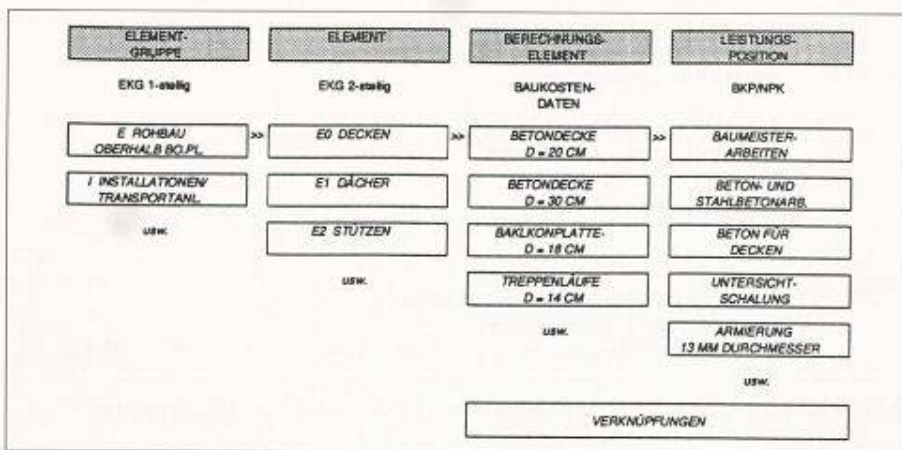 ELEMENT-
GRUPPE
EKG 1-stellig
E ROHBAU
OBERHALB BO.PL. >>
I INSTALLATIONEN/
TRANSPORTANL.
usw.
ELEMENT
EKG 2-stellig
E0 DECKEN >>
E1 DÄCHER
E2 STÜTZEN
usw.
BERECHNUNGS-
ELEMENT
BAUKOSTEN-
DATEN
BETONDECKE >>
D = 20 CM
BETONDECKE
D = 30 CM
BAKLKONPLATTE-
D = 18 CM
TREPPENLÄUFE
D = 14 CM
usw.
LEISTUNGS-
POSITION
BKP/NPK
BAUMEISTER-
ARBEITEN
BETON- UND
STAHLBETONARB.
BETON FÜR
DECKEN
UNTERSICHT-
SCHALUNG
ARMIERUNG
13 MM DURCHMESSER
usw.
VERKNÜPFUNGEN